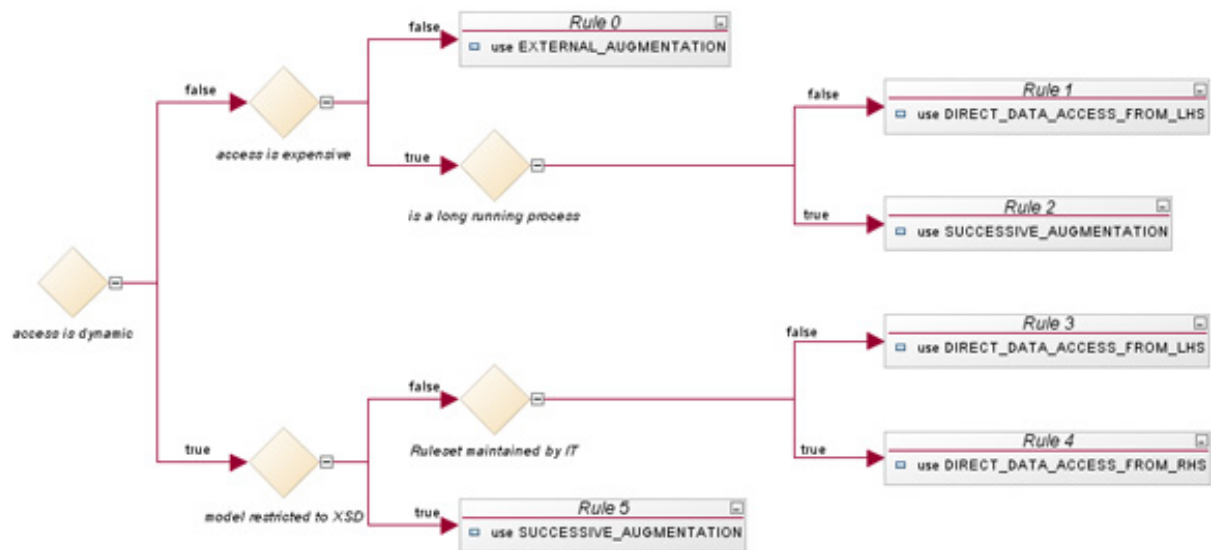 false
Rule 0
use EXTERNAL_AUGMENTATION
false
access is expensive
true
is a long running process
false
Rule 1
use DIRECT_DATA_ACCESS_FROM_LHS
true
Rule 2
use SUCCESSIVE_AUGMENTATION
access is dynamic
false
Ruleset maintained by IT
false
Rule 3
use DIRECT_DATA_ACCESS_FROM_LHS
true
Rule 4
use DIRECT_DATA_ACCESS_FROM_RHS
true
model restricted to XSD
true
Rule 5
use SUCCESSIVE_AUGMENTATION